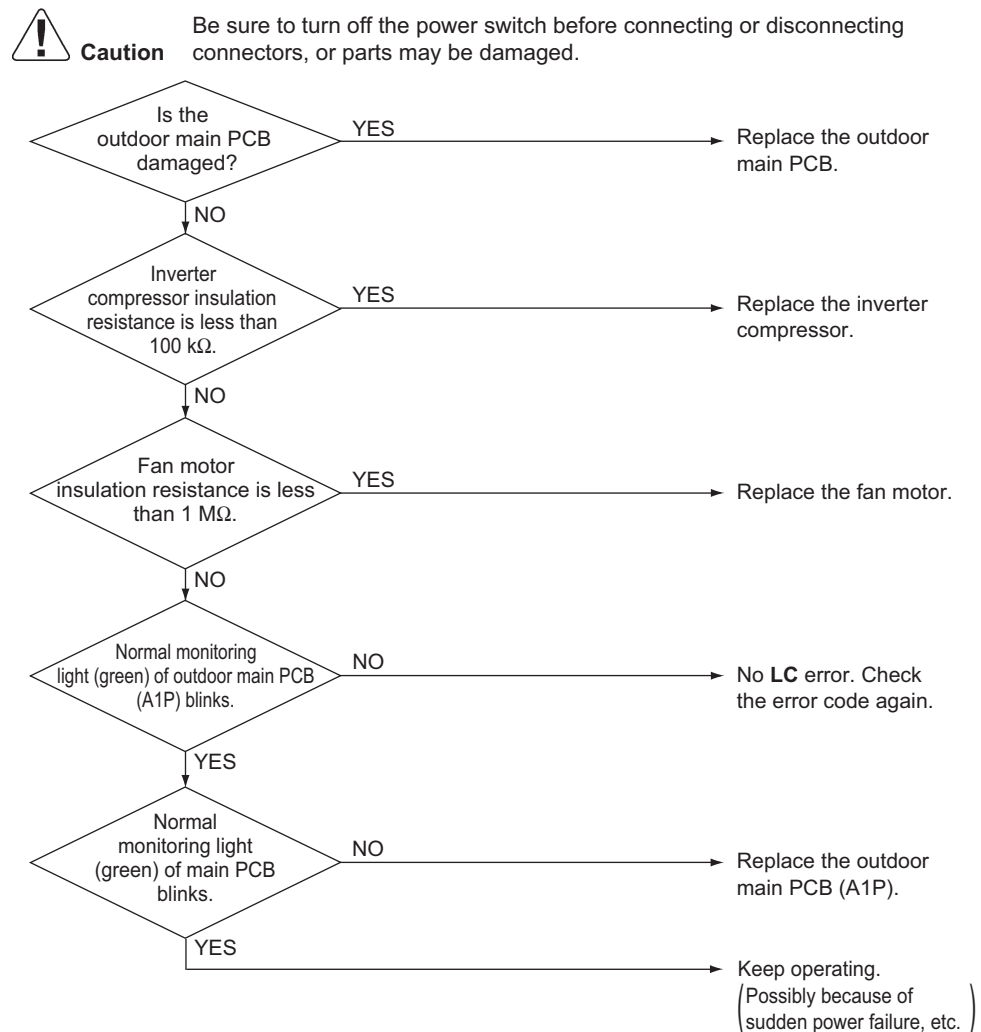 Caution
Be sure to turn off the power switch before connecting or disconnecting
connectors, or parts may be damaged.
Is the
outdoor main PCB
damaged?
YES
Replace the outdoor
main PCB.
NO
Inverter
compressor insulation
resistance is less than
100 kΩ.
YES
Replace the inverter
compressor.
NO
Fan motor
insulation resistance is less
than 1 MΩ.
YES
Replace the fan motor.
NO
Normal monitoring
light (green) of outdoor main PCB
(A1P) blinks.
NO
No LC error. Check
the error code again.
YES
Normal
monitoring light
(green) of main PCB
blinks.
NO
Replace the outdoor
main PCB (A1P).
YES
Keep operating.
(Possibly because of
sudden power failure, etc.)